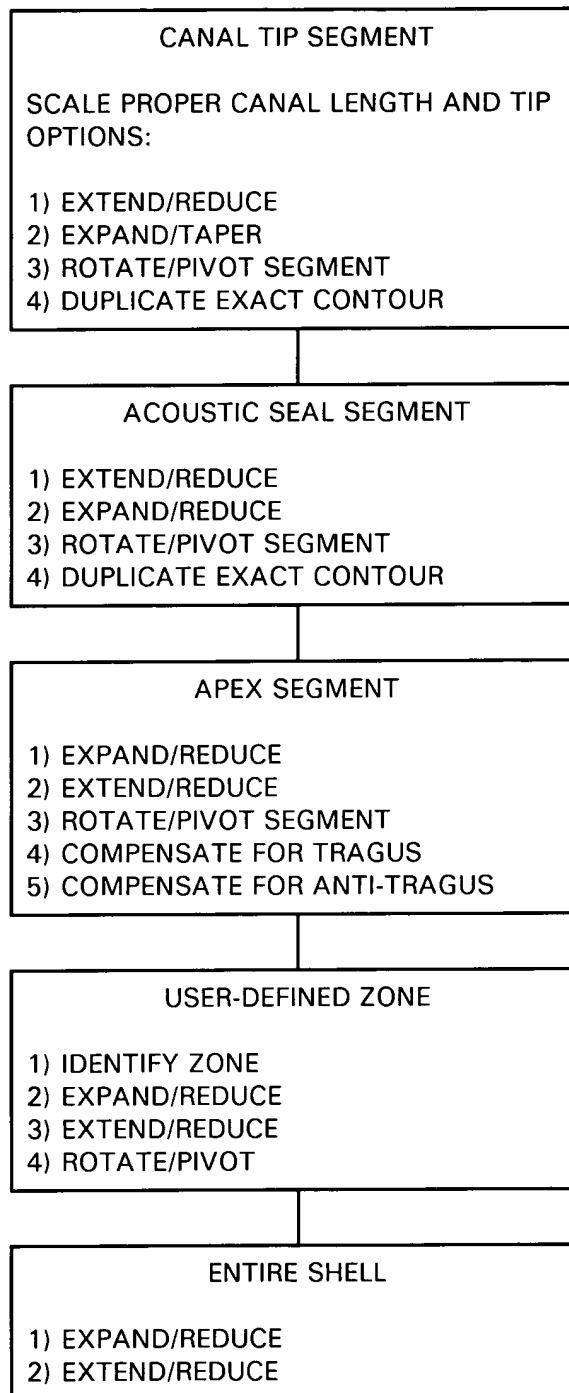 CANAL TIP SEGMENT
SCALE PROPER CANAL LENGTH AND TIP
OPTIONS:
1) EXTEND/REDUCE
2) EXPAND/TAPER
3) ROTATE/PIVOT SEGMENT
4) DUPLICATE EXACT CONTOUR
ACOUSTIC SEAL SEGMENT
1) EXTEND/REDUCE
2) EXPAND/REDUCE
3) ROTATE/PIVOT SEGMENT
4) DUPLICATE EXACT CONTOUR
APEX SEGMENT
1) EXPAND/REDUCE
2) EXTEND/REDUCE
3) ROTATE/PIVOT SEGMENT
4) COMPENSATE FOR TRAGUS
5) COMPENSATE FOR ANTI-TRAGUS
USER-DEFINED ZONE
1) IDENTIFY ZONE
2) EXPAND/REDUCE
3) EXTEND/REDUCE
4) ROTATE/PIVOT
ENTIRE SHELL
1) EXPAND/REDUCE
2) EXTEND/REDUCE